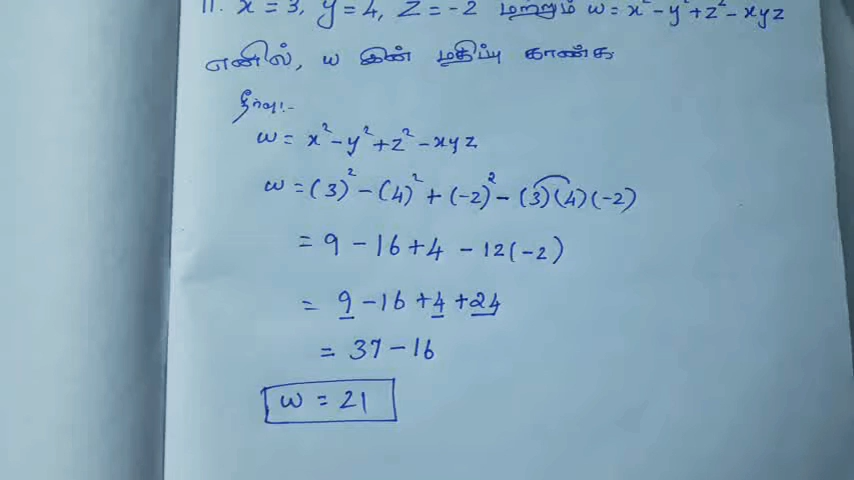 11. x = 3, y = 4, z = -2 மற்றும் w = x² - y² + z² - xyz
எனில், w இன் மதிப்பு காண்க
தீர்வு:-
w = x² - y² + z² - xyz
w = (3)² - (4)² + (-2)² - (3)(4)(-2)
= 9 - 16 + 4 - 12(-2)
= 9 - 16 + 4 + 24
= 37 - 16
w = 21